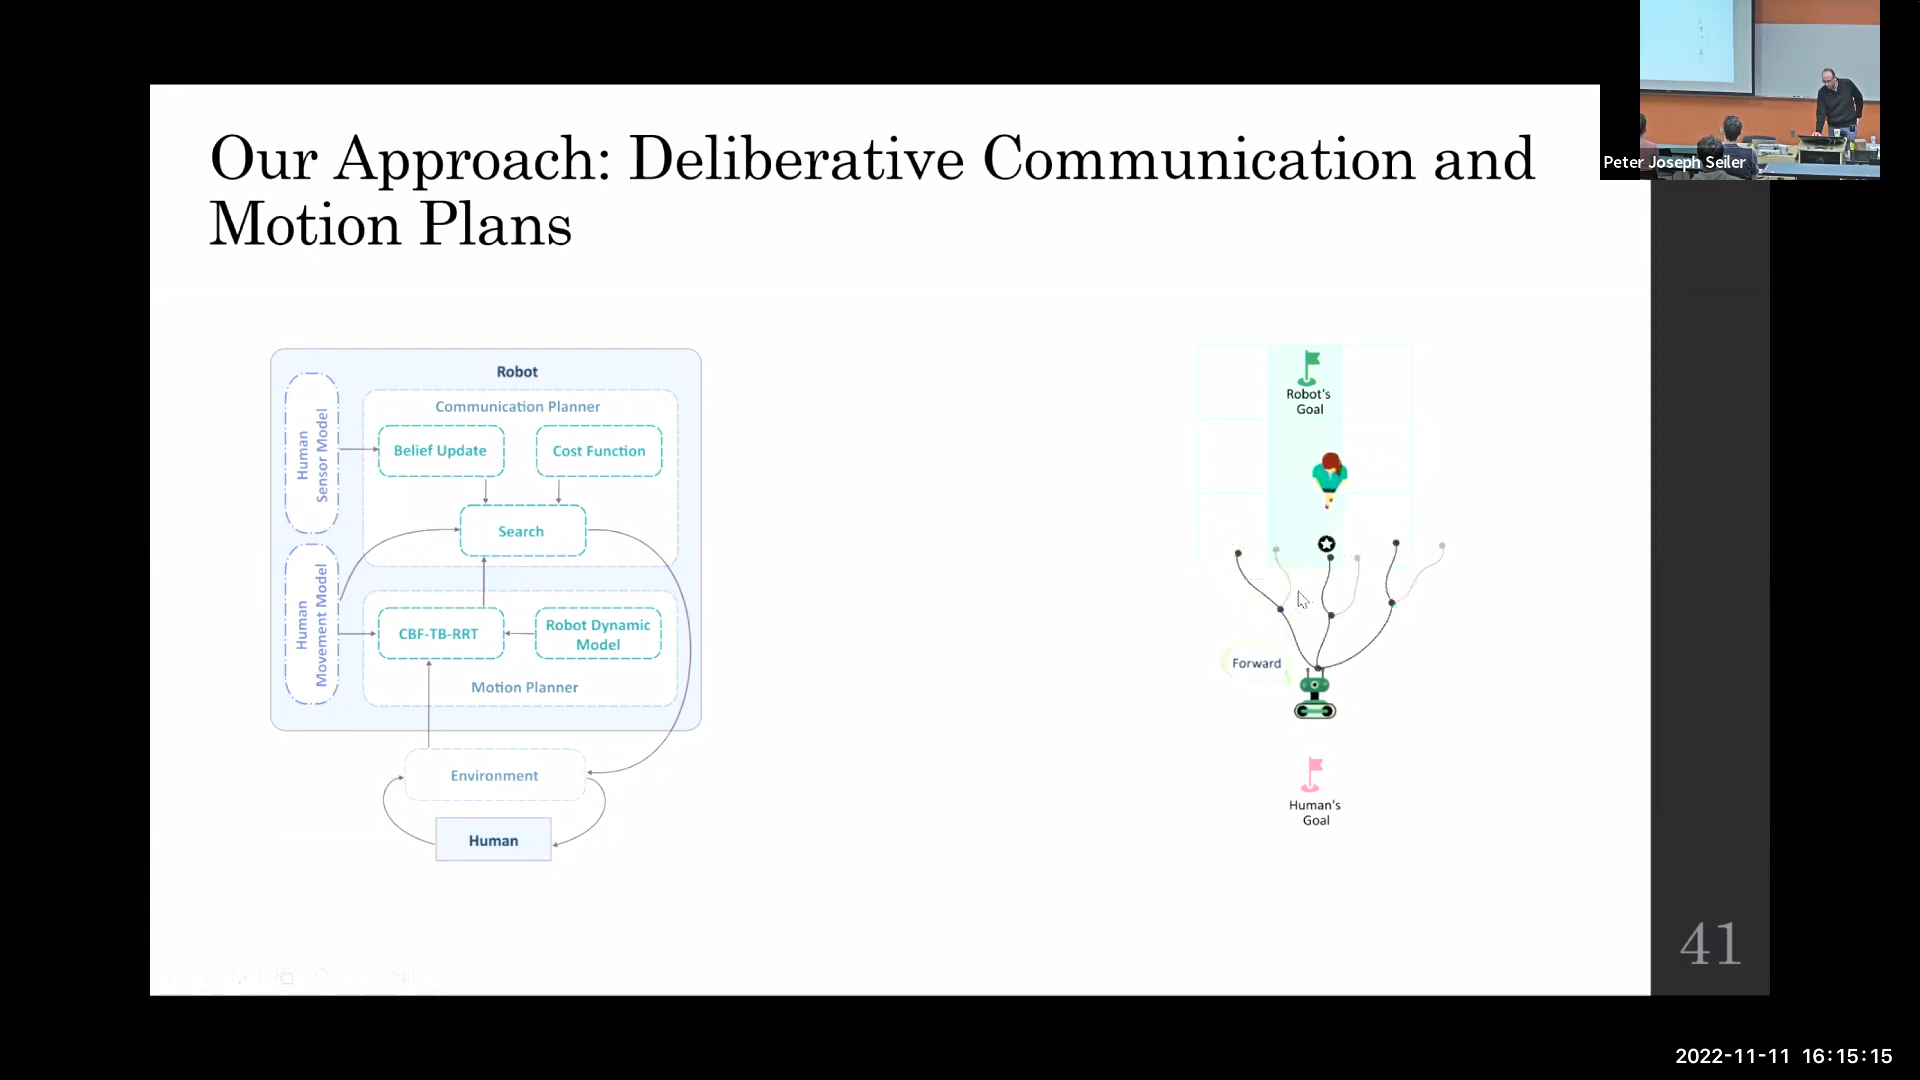 Our Approach: Deliberative Communication and
Motion Plans
Peter Joseph Seiler
Robot
Human
Sensor Model
Communication Planner
Belief Update
Cost Function
Search
Human
Movement Model
CBF-TB-RRT
Robot Dynamic
Model
Motion Planner
Environment
Human
Robot's
Goal
Forward
Human's
Goal
41
2022-11-11 16:15:15